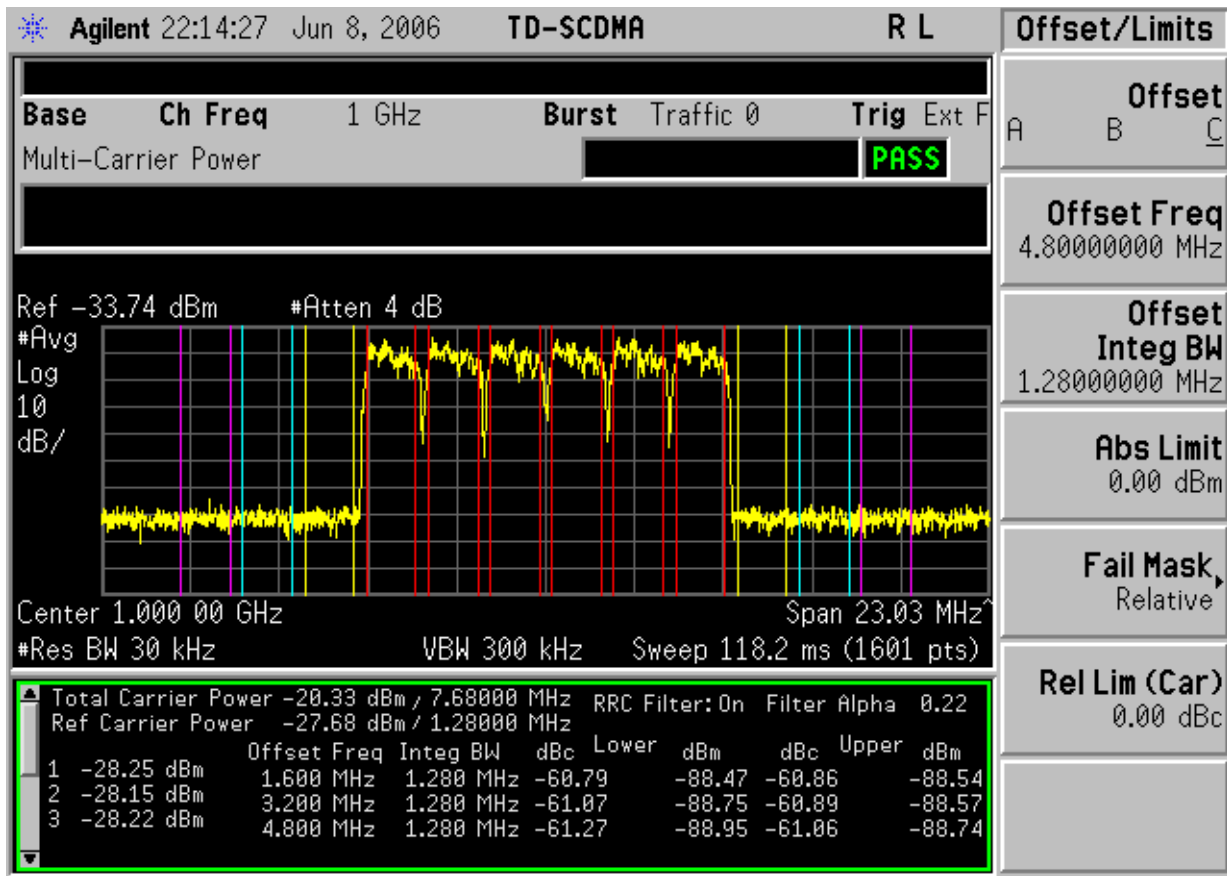 Agilent 22:14:27 Jun 8, 2006 TD-SCDMA R L
Base Ch Freq 1 GHz Burst Traffic 0 Trig Ext F
Multi-Carrier Power PASS
Ref -33.74 dBm #Atten 4 dB
#Avg
Log
10
dB/
Center 1.000 00 GHz Span 23.03 MHz^
#Res BW 30 kHz VBW 300 kHz Sweep 118.2 ms (1601 pts)
Total Carrier Power -20.33 dBm / 7.68000 MHz RRC Filter: On Filter Alpha 0.22
Ref Carrier Power -27.68 dBm / 1.28000 MHz
Lower Upper
Offset Freq Integ BW dBc dBm dBc dBm
1 -28.25 dBm 1.600 MHz 1.280 MHz -60.79 -88.47 -60.86 -88.54
2 -28.15 dBm 3.200 MHz 1.280 MHz -61.07 -88.75 -60.89 -88.57
3 -28.22 dBm 4.800 MHz 1.280 MHz -61.27 -88.95 -61.06 -88.74
Offset/Limits
Offset
A B C
Offset Freq
4.80000000 MHz
Offset
Integ BW
1.28000000 MHz
Abs Limit
0.00 dBm
Fail Mask
Relative
Rel Lim (Car)
0.00 dBc